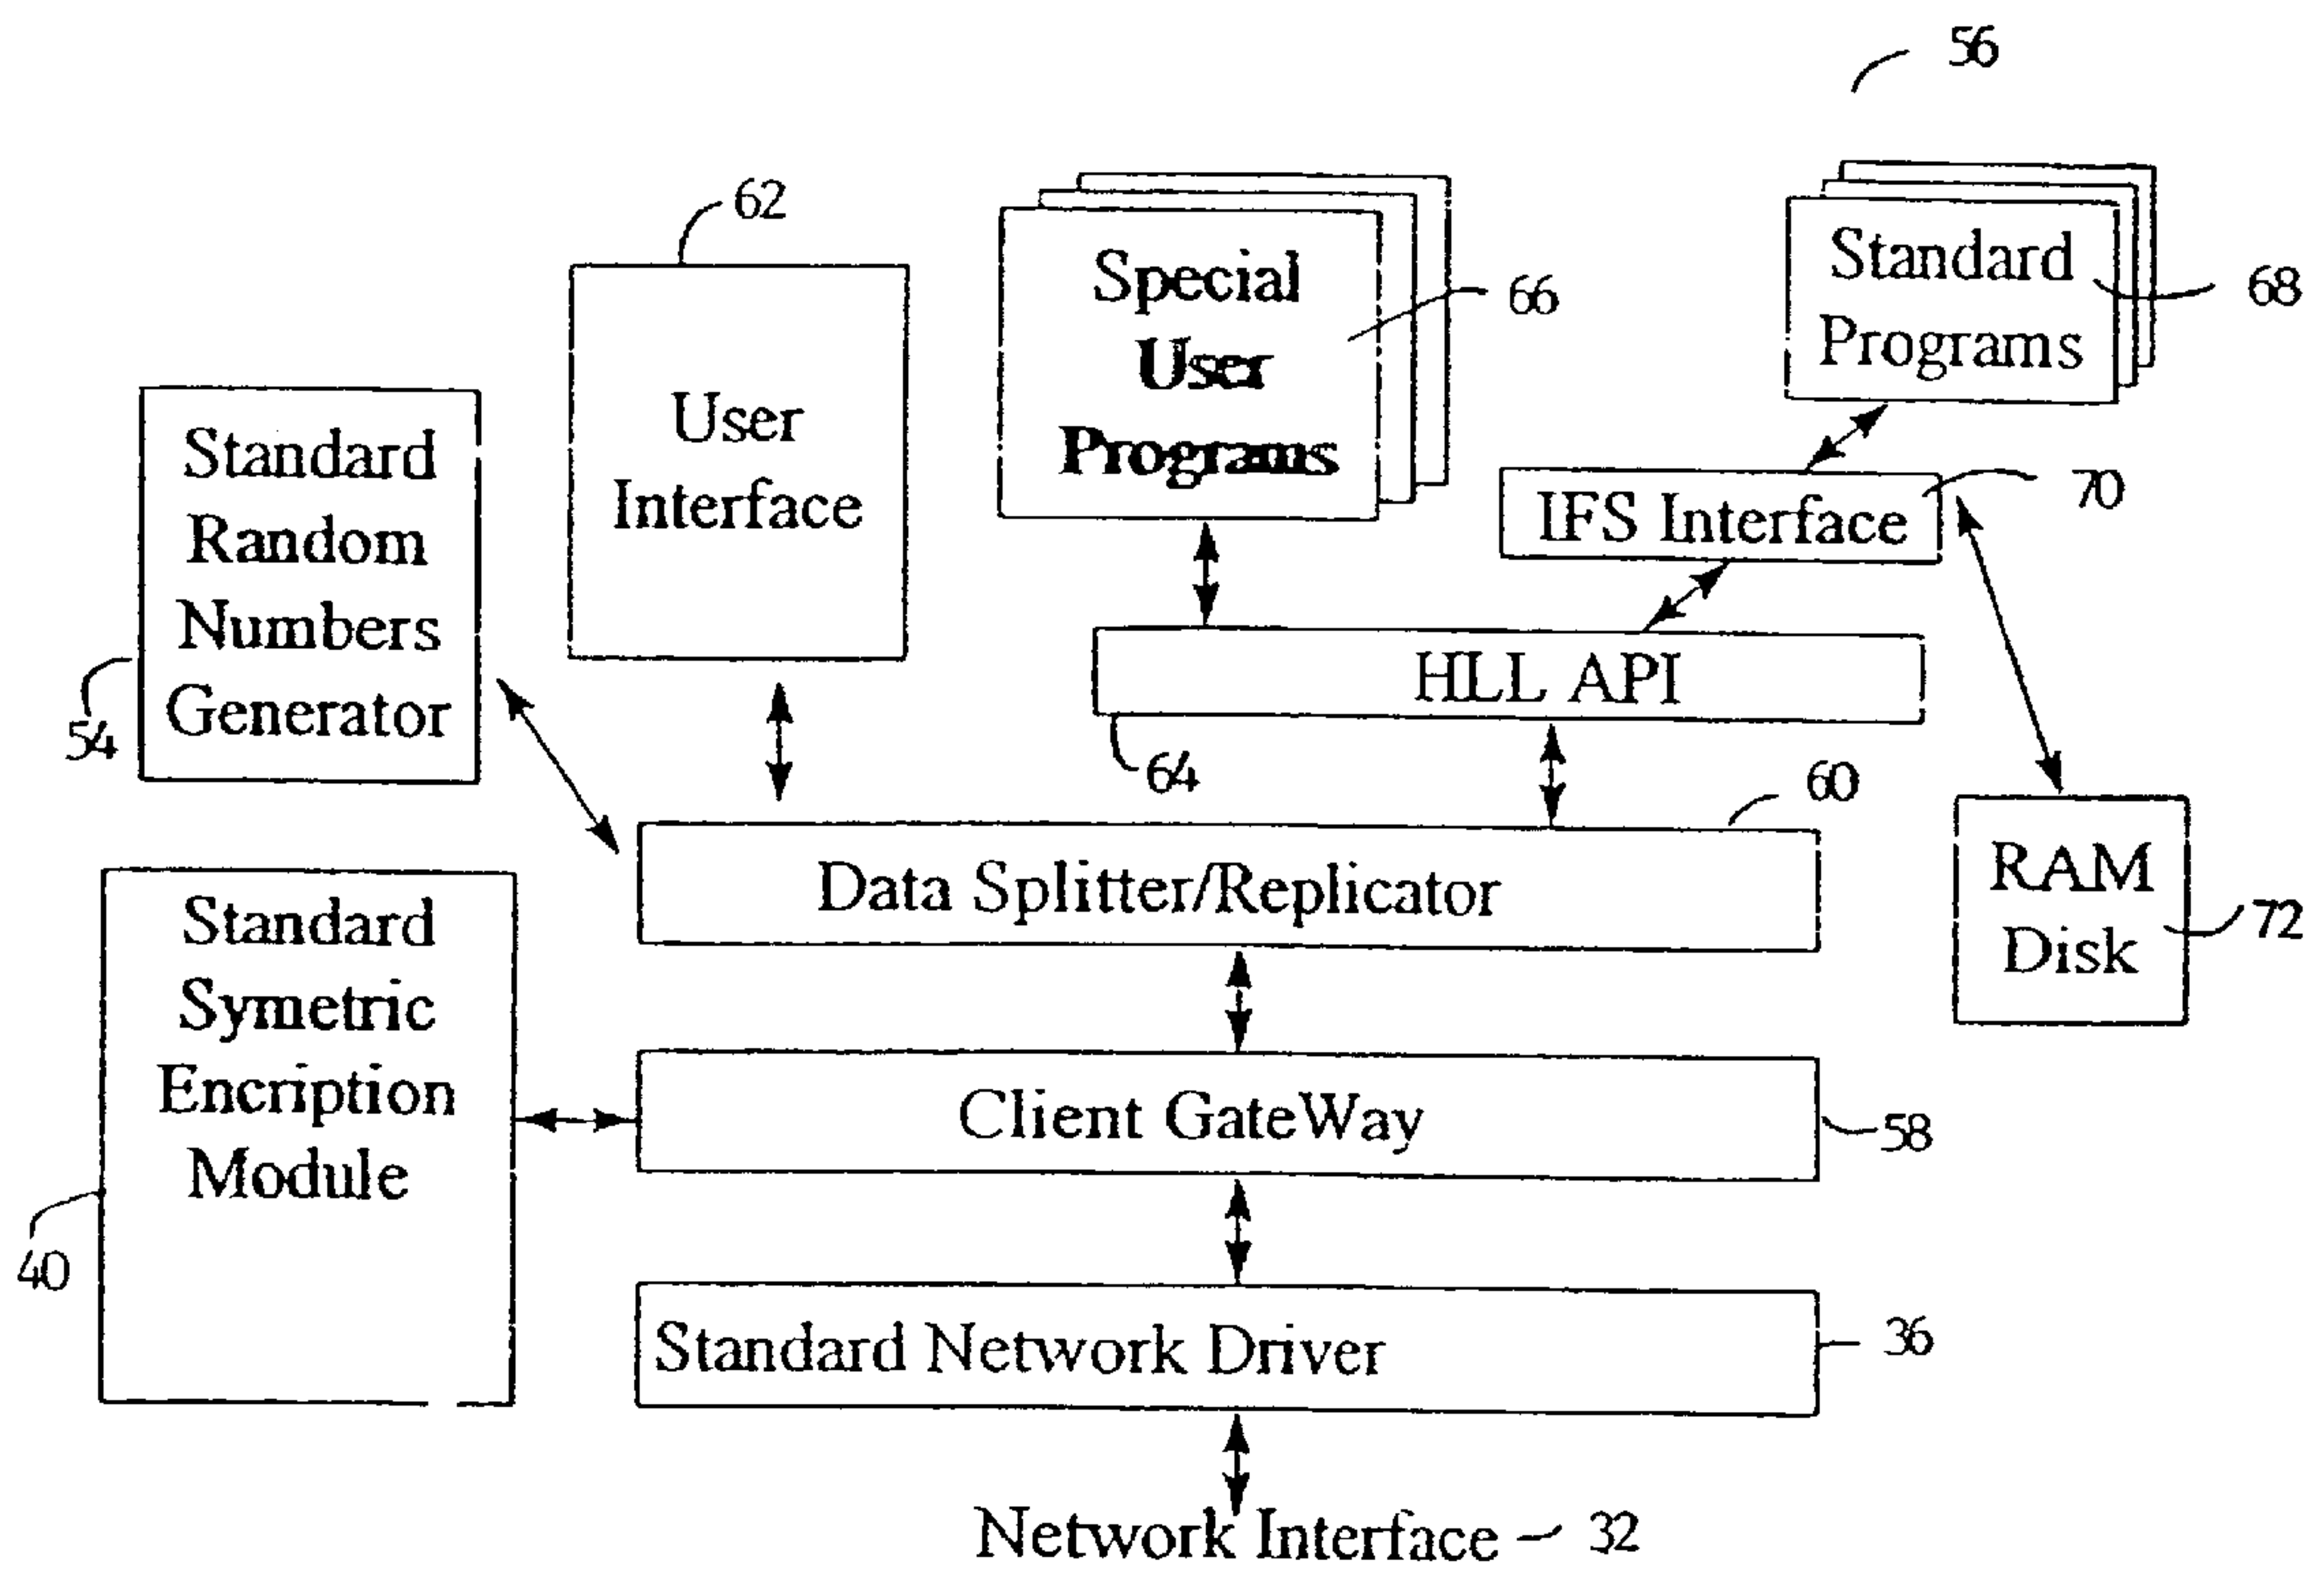 56
62
Special
User
Programs
66
Standard
Programs
68
User
Interface
Standard
Random
Numbers
Generator
54
IFS Interface
70
HLL API
64
60
Data Splitter/Replicator
RAM
Disk
72
Standard
Symetric
Encription
Module
40
Client GateWay
58
Standard Network Driver
36
Network Interface
32